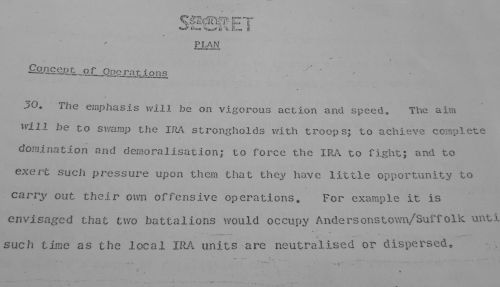 SECRET
PLAN
Concept of Operations
30. The emphasis will be on vigorous action and speed. The aim
will be to swamp the IRA strongholds with troops; to achieve complete
domination and demoralisation; to force the IRA to fight; and to
exert such pressure upon them that they have little opportunity to
carry out their own offensive operations. For example it is
envisaged that two battalions would occupy Andersonstown/Suffolk unti
such time as the local IRA units are neutralised or dispersed.